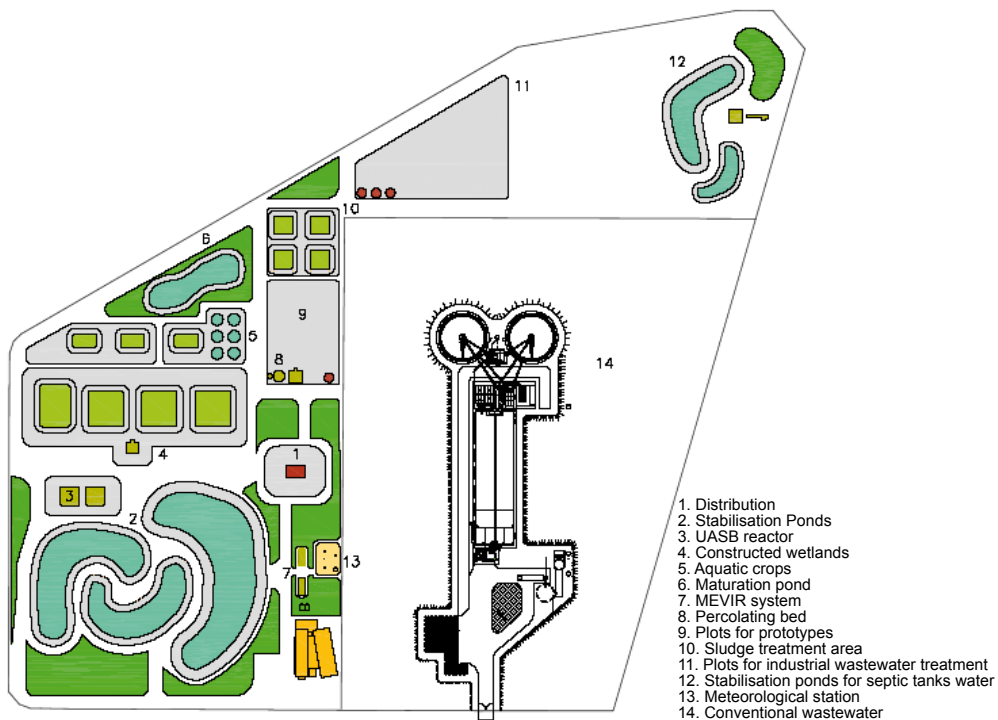 12
11
10
6
9
5
8
14
4
1
3
2
13
7
8
1. Distribution
2. Stabilisation Ponds
3. UASB reactor
4. Constructed wetlands
5. Aquatic crops
6. Maturation pond
7. MEVIR system
8. Percolating bed
9. Plots for prototypes
10. Sludge treatment area
11. Plots for industrial wastewater treatment
12. Stabilisation ponds for septic tanks water
13. Meteorological station
14. Conventional wastewater